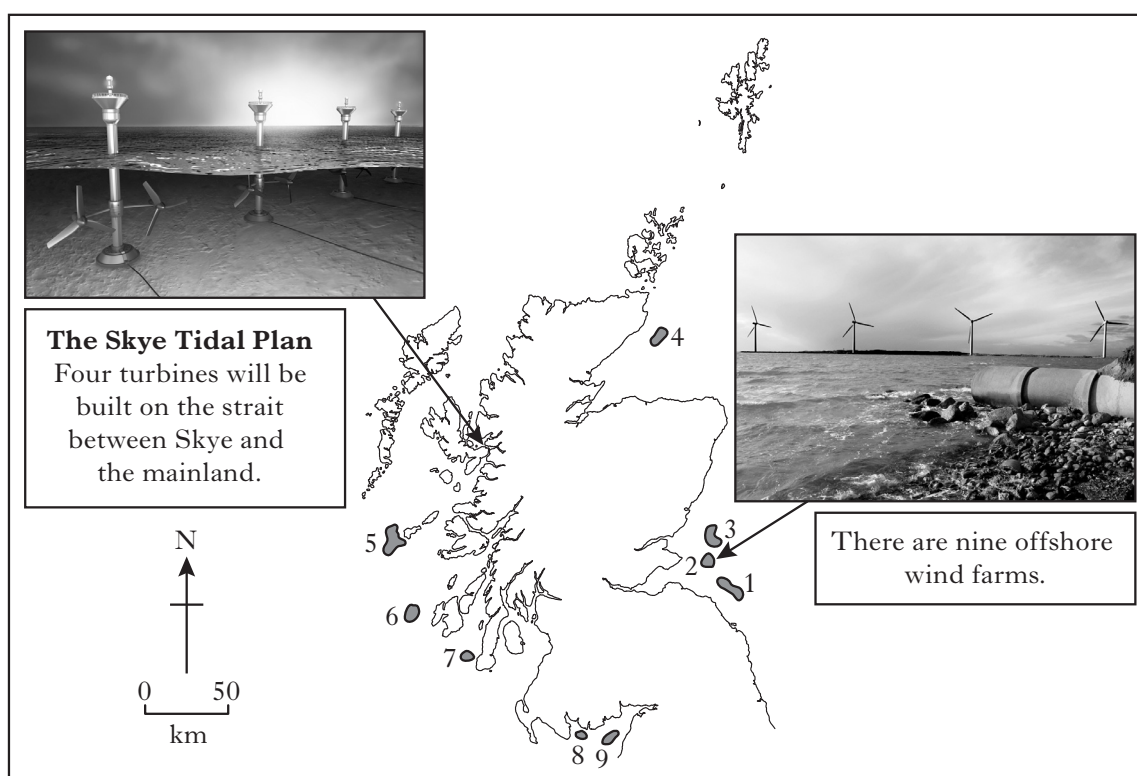 The Skye Tidal Plan
Four turbines will be
built on the strait
between Skye and
the mainland.
4
3
2
1
5
6
7
8
9
There are nine offshore
wind farms.
N
0 50
km